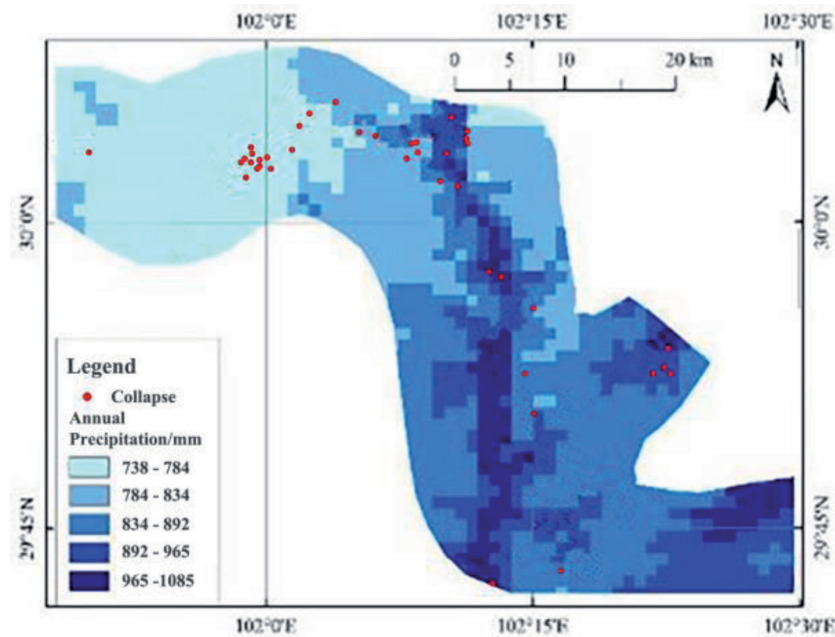 102°0'E 102°15'E 102°30'E
0 5 10 20 km
N
30°0'N 30°0'N
Legend
Collapse
Annual
Precipitation/mm
738 - 784
784 - 834
834 - 892
892 - 965
965 -1085
29°45'N 29°45'N
102°0'E 102°15'E 102°30'E